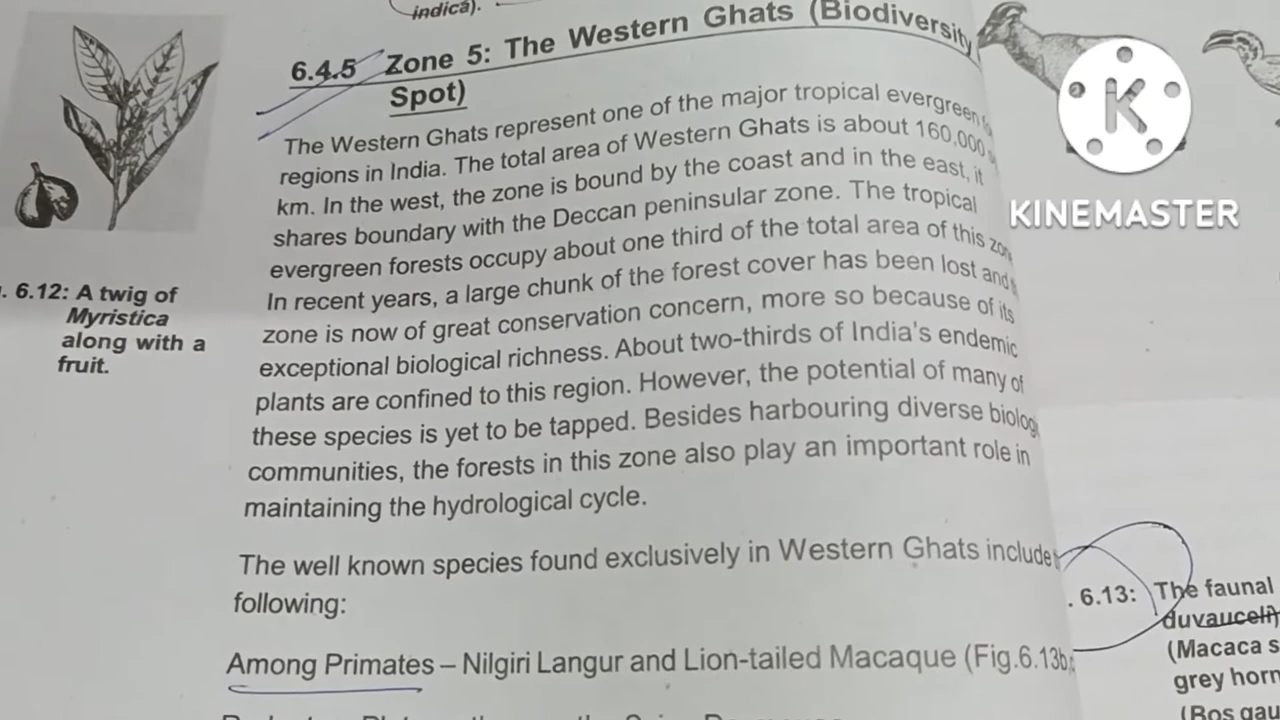 indica).
6.4.5 Zone 5: The Western Ghats (Biodiversity
Spot)
The Western Ghats represent one of the major tropical evergreen
regions in India. The total area of Western Ghats is about 160,000
km. In the west, the zone is bound by the coast and in the east, it
shares boundary with the Deccan peninsular zone. The tropical
evergreen forests occupy about one third of the total area of this
In recent years, a large chunk of the forest cover has been lost and
zone is now of great conservation concern, more so because of its
exceptional biological richness. About two-thirds of India's endemic
plants are confined to this region. However, the potential of many of
these species is yet to be tapped. Besides harbouring diverse
communities, the forests in this zone also play an important role in
maintaining the hydrological cycle.
The well known species found exclusively in Western Ghats include
following:
Among Primates – Nilgiri Langur and Lion-tailed Macaque (Fig.6.13b
. 6.12: A twig of
Myristica
along with a
fruit.
K
KINEMASTER
. 6.13: The faunal
duvauceli)
(Macaca s
grey horn
(Bos gau